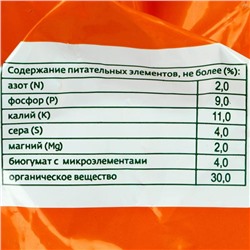 Содержание питательных элементов, не более (%):
азот (N) 2,0
фосфор (P) 9,0
калий (K) 11,0
сера (S) 4,0
магний (Mg) 2,0
биогумат с микроэлементами 4,0
органическое вещество 30,0